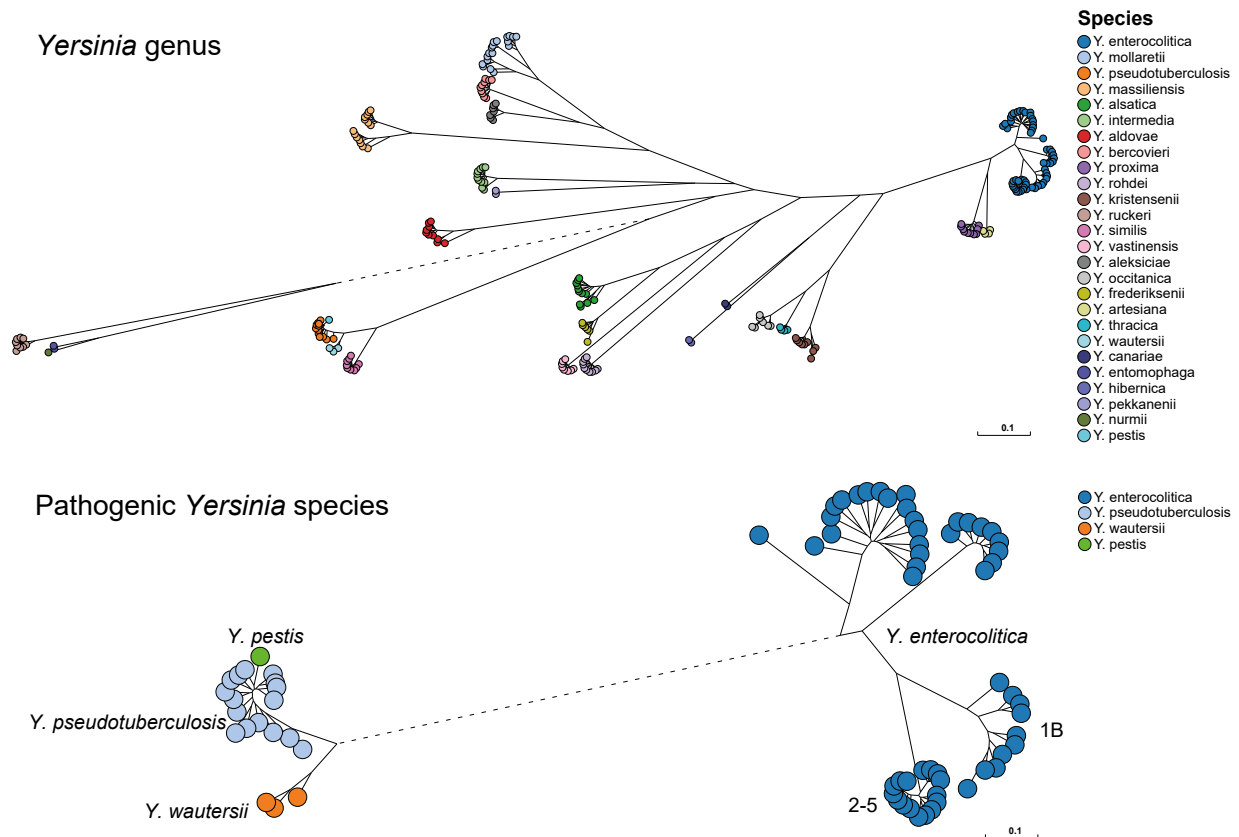 Yersinia genus
Species
Y. enterocolitica
Y. mollaretii
Y. pseudotuberculosis
Y. massiliensis
Y. alsatica
Y. intermedia
Y. aldovae
Y. bercovieri
Y. proxima
Y. rohdei
Y. kristensenii
Y. ruckeri
Y. similis
Y. vastinensis
Y. aleksiciae
Y. occitanica
Y. frederiksenii
Y. artesiana
Y. thracica
Y. wautersii
Y. canariae
Y. entomophaga
Y. hibernica
Y. pekkanenii
Y. nurmii
Y. pestis
0.1
Pathogenic Yersinia species
Y. enterocolitica
Y. pseudotuberculosis
Y. wautersii
Y. pestis
Y. pestis
Y. enterocolitica
Y. pseudotuberculosis
1B
Y. wautersii
2-5
0.1